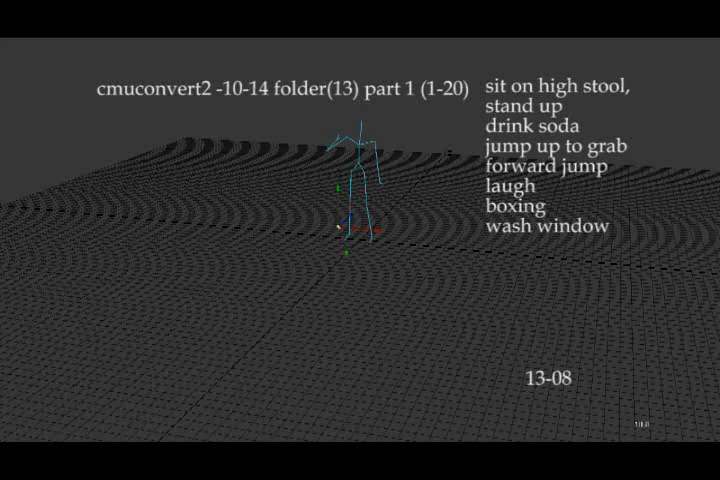 cmuconvert2 -10-14 folder(13) part 1 (1-20)
sit on high stool,
stand up
drink soda
jump up to grab
forward jump
laugh
boxing
wash window
13-08